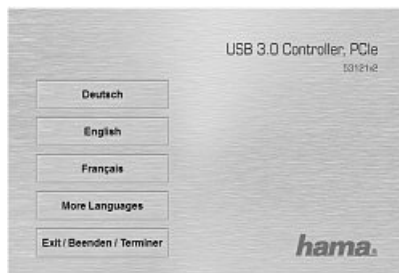 USB 3.0 Controller, PCIe
53121v2
Deutsch
English
Français
More Languages
Exit / Beenden / Terminer
hama.